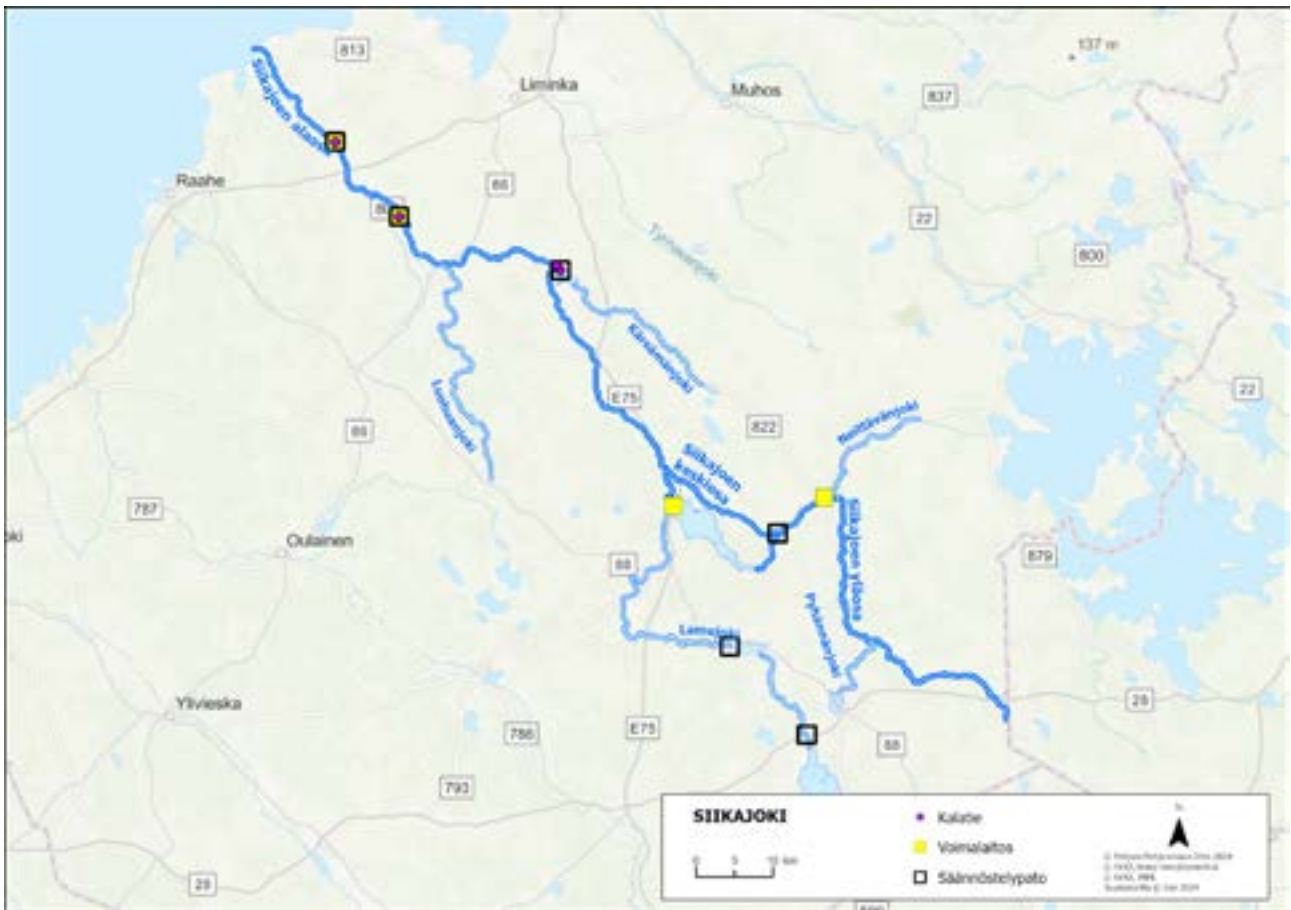 813
137 m
Liminka
Muhos
837
Siikajoen alaosa
Raahe
86
22
Tyrnävänjoki
800
Kärsämänjoki
E75
22
822
Neittävänjoki
Luohuanjoki
86
Siikajoen
keskiosa
787
Oulainen
Siikajoen yläosa
879
88
Lamujoki
Pyhännänjoki
Ylivieska
28
E75
786
88
793
28
SIIKAJOKI
0 5 10 km
Kalatie
Voimalaitos
Säännöstelypato